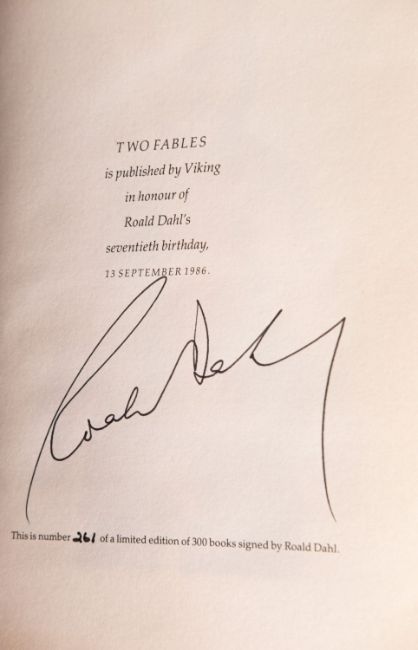 TWO FABLES
is published by Viking
in honour of
Roald Dahl's
seventieth birthday,
13 SEPTEMBER 1986.
Roald Dahl
This is number 261 of a limited edition of 300 books signed by Roald Dahl.